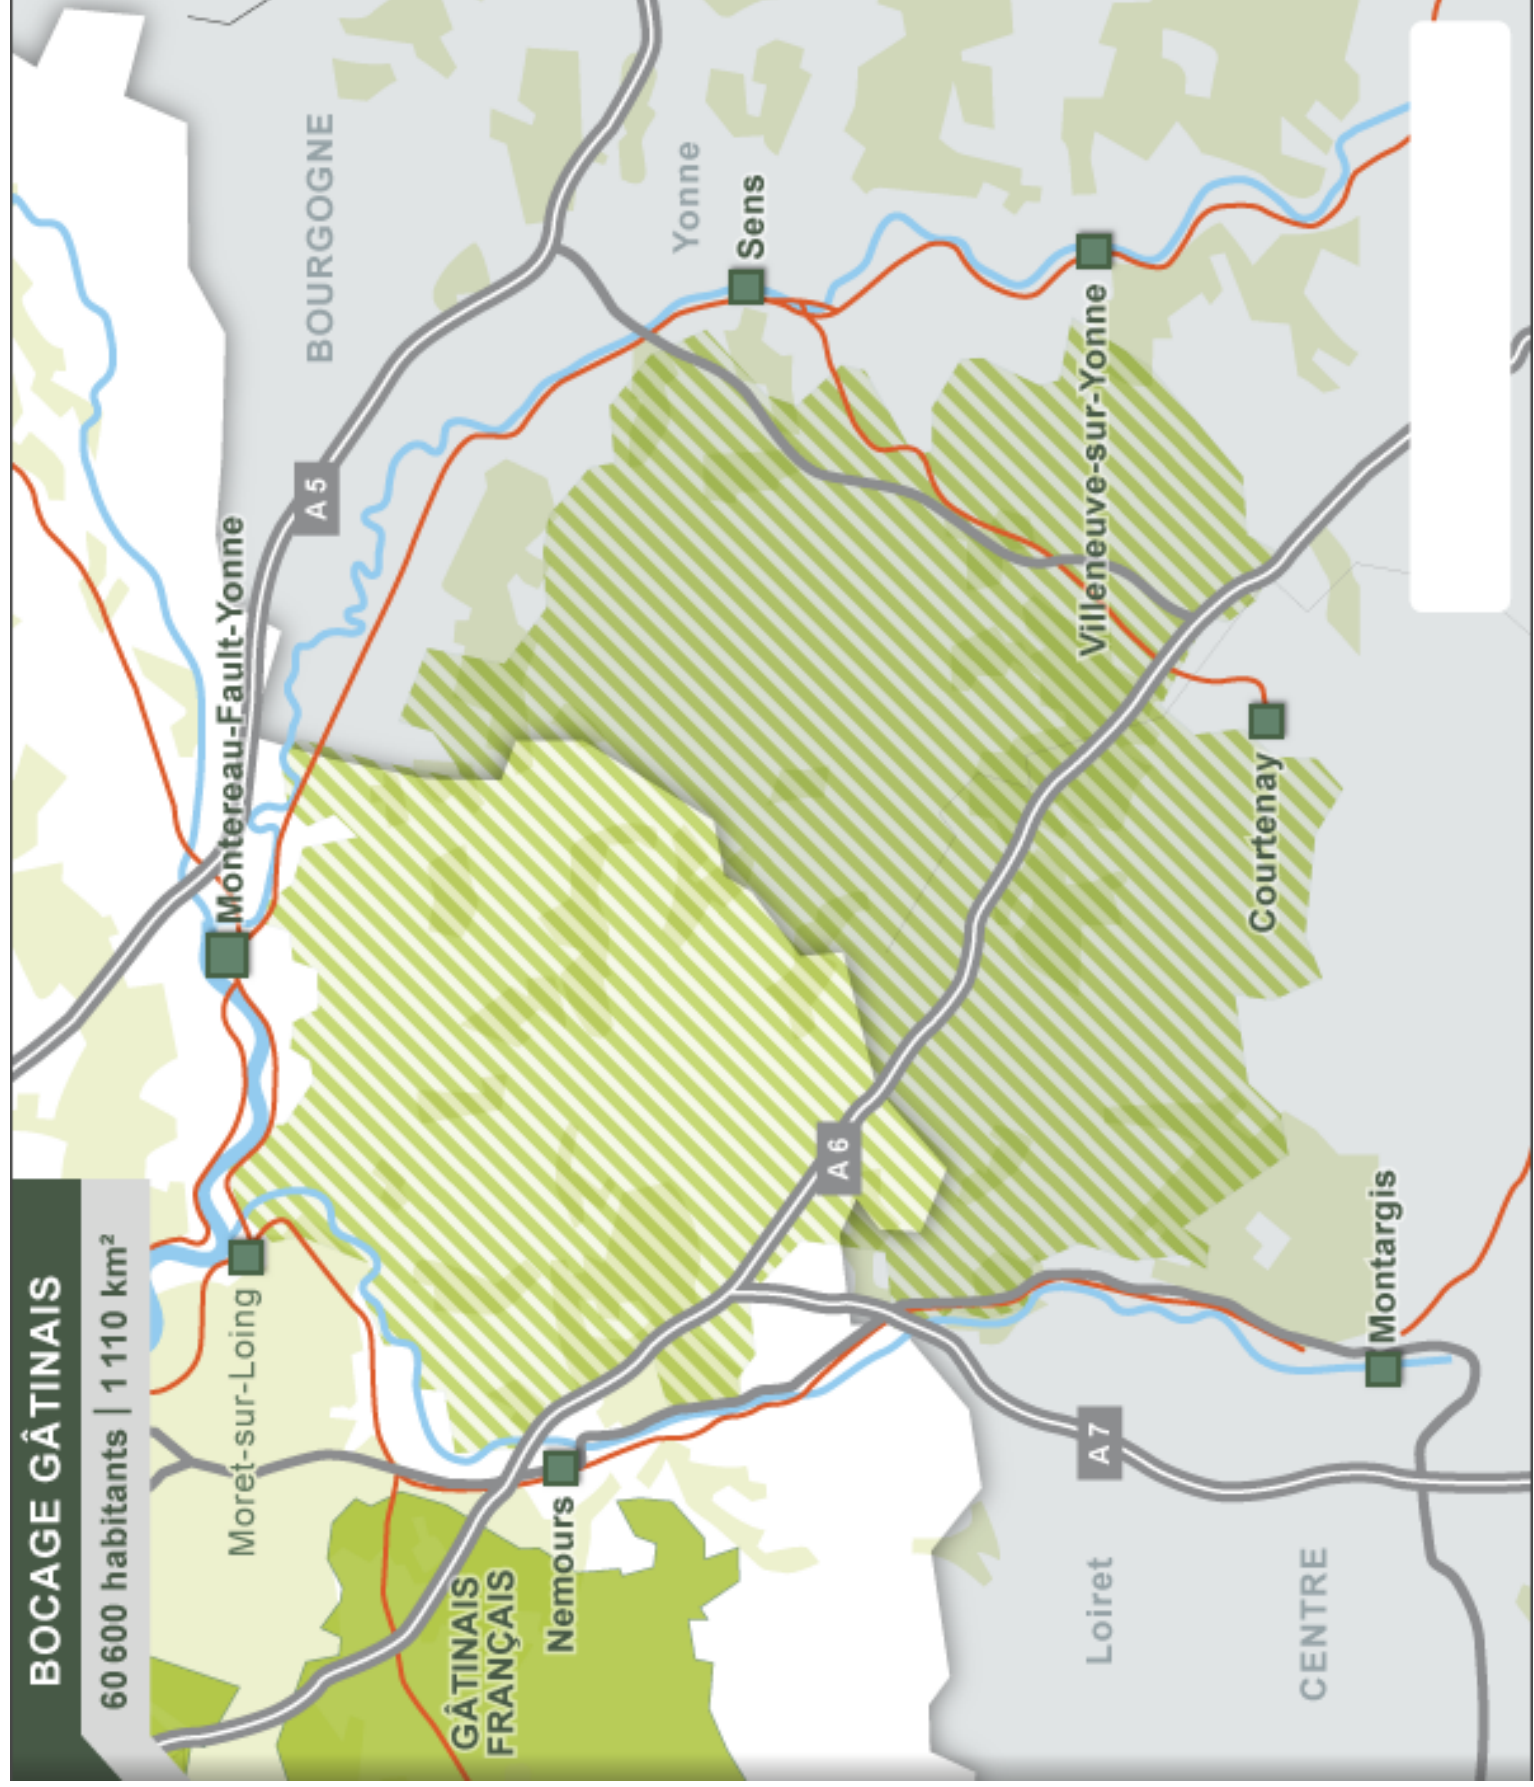 BOCAGE GÂTINAIS
60 600 habitants | 1 110 km²
Moret-sur-Loing
Montereau-Fault-Yonne
A 5
BOURGOGNE
GÂTINAIS
FRANÇAIS
Nemours
Yonne
Sens
A 6
A 7
Villeneuve-sur-Yonne
Loiret
Courtenay
CENTRE
Montargis